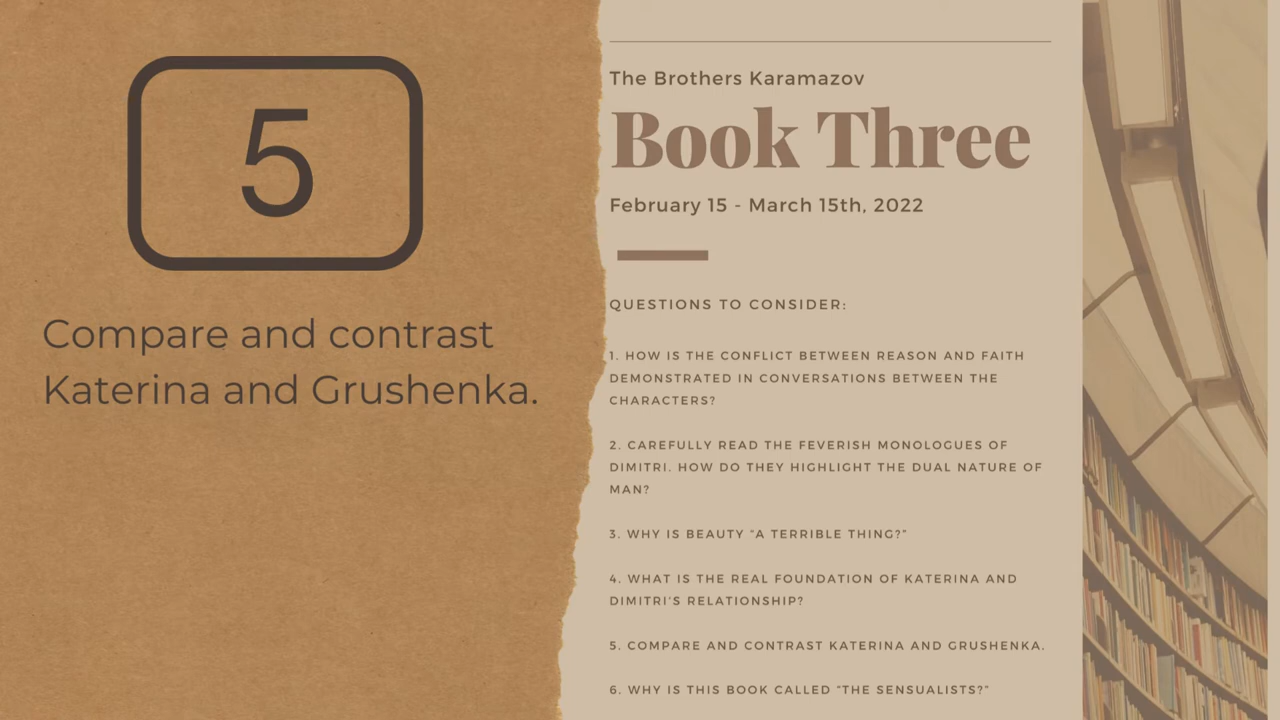 5
Compare and contrast
Katerina and Grushenka.
The Brothers Karamazov
Book Three
February 15 - March 15th, 2022
QUESTIONS TO CONSIDER:
1. HOW IS THE CONFLICT BETWEEN REASON AND FAITH
DEMONSTRATED IN CONVERSATIONS BETWEEN THE
CHARACTERS?
2. CAREFULLY READ THE FEVERISH MONOLOGUES OF
DIMITRI. HOW DO THEY HIGHLIGHT THE DUAL NATURE OF
MAN?
3. WHY IS BEAUTY “A TERRIBLE THING?”
4. WHAT IS THE REAL FOUNDATION OF KATERINA AND
DIMITRI’S RELATIONSHIP?
5. COMPARE AND CONTRAST KATERINA AND GRUSHENKA.
6. WHY IS THIS BOOK CALLED “THE SENSUALISTS?”